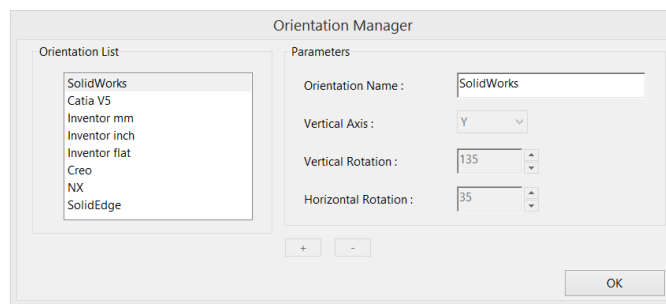 Orientation Manager
Orientation List
SolidWorks
Catia V5
Inventor mm
Inventor inch
Inventor flat
Creo
NX
SolidEdge
Parameters
Orientation Name : SolidWorks
Vertical Axis : Y
Vertical Rotation : 135
Horizontal Rotation : 35
+ -
OK